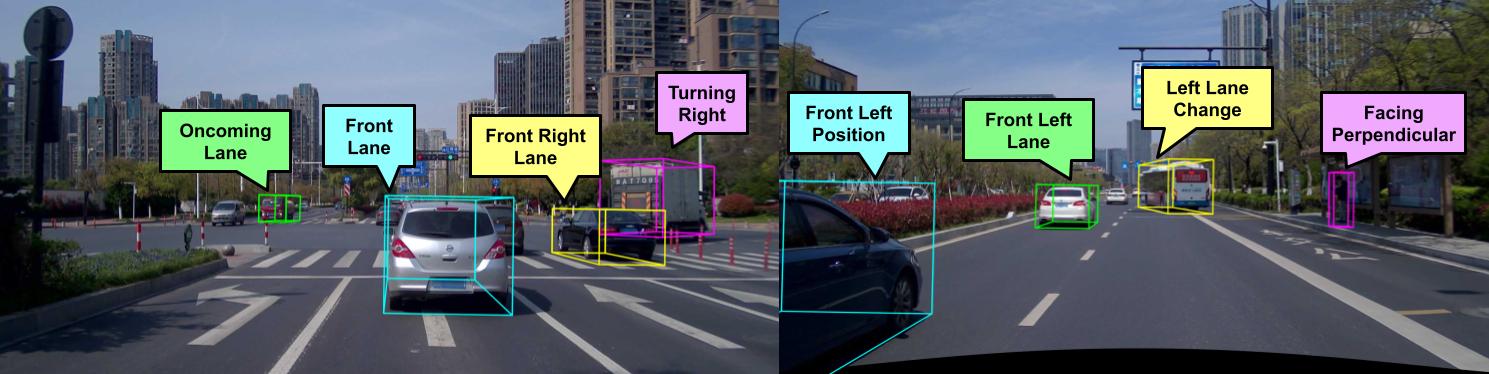 Oncoming
Lane
Front
Lane
Front Right
Lane
Turning
Right
Front Left
Position
Front Left
Lane
Left Lane
Change
Facing
Perpendicular